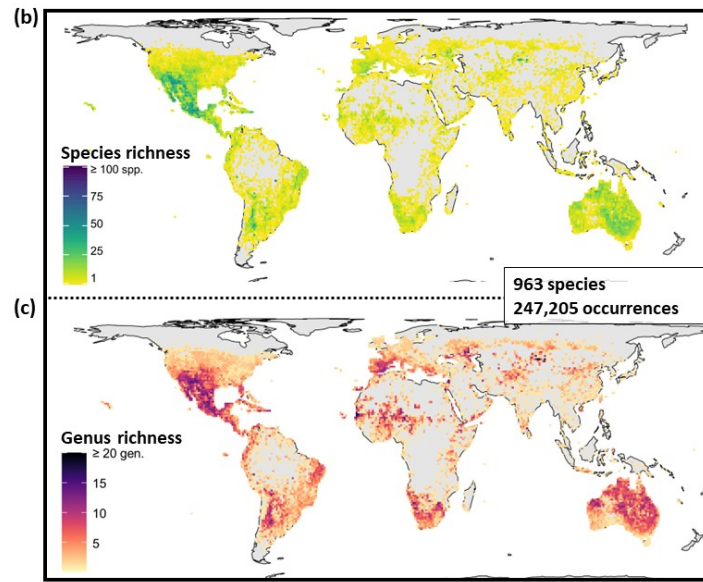 (b)
Species richness
≥ 100 spp.
75
50
25
1
963 species
247,205 occurrences
(c)
Genus richness
≥ 20 gen.
15
10
5